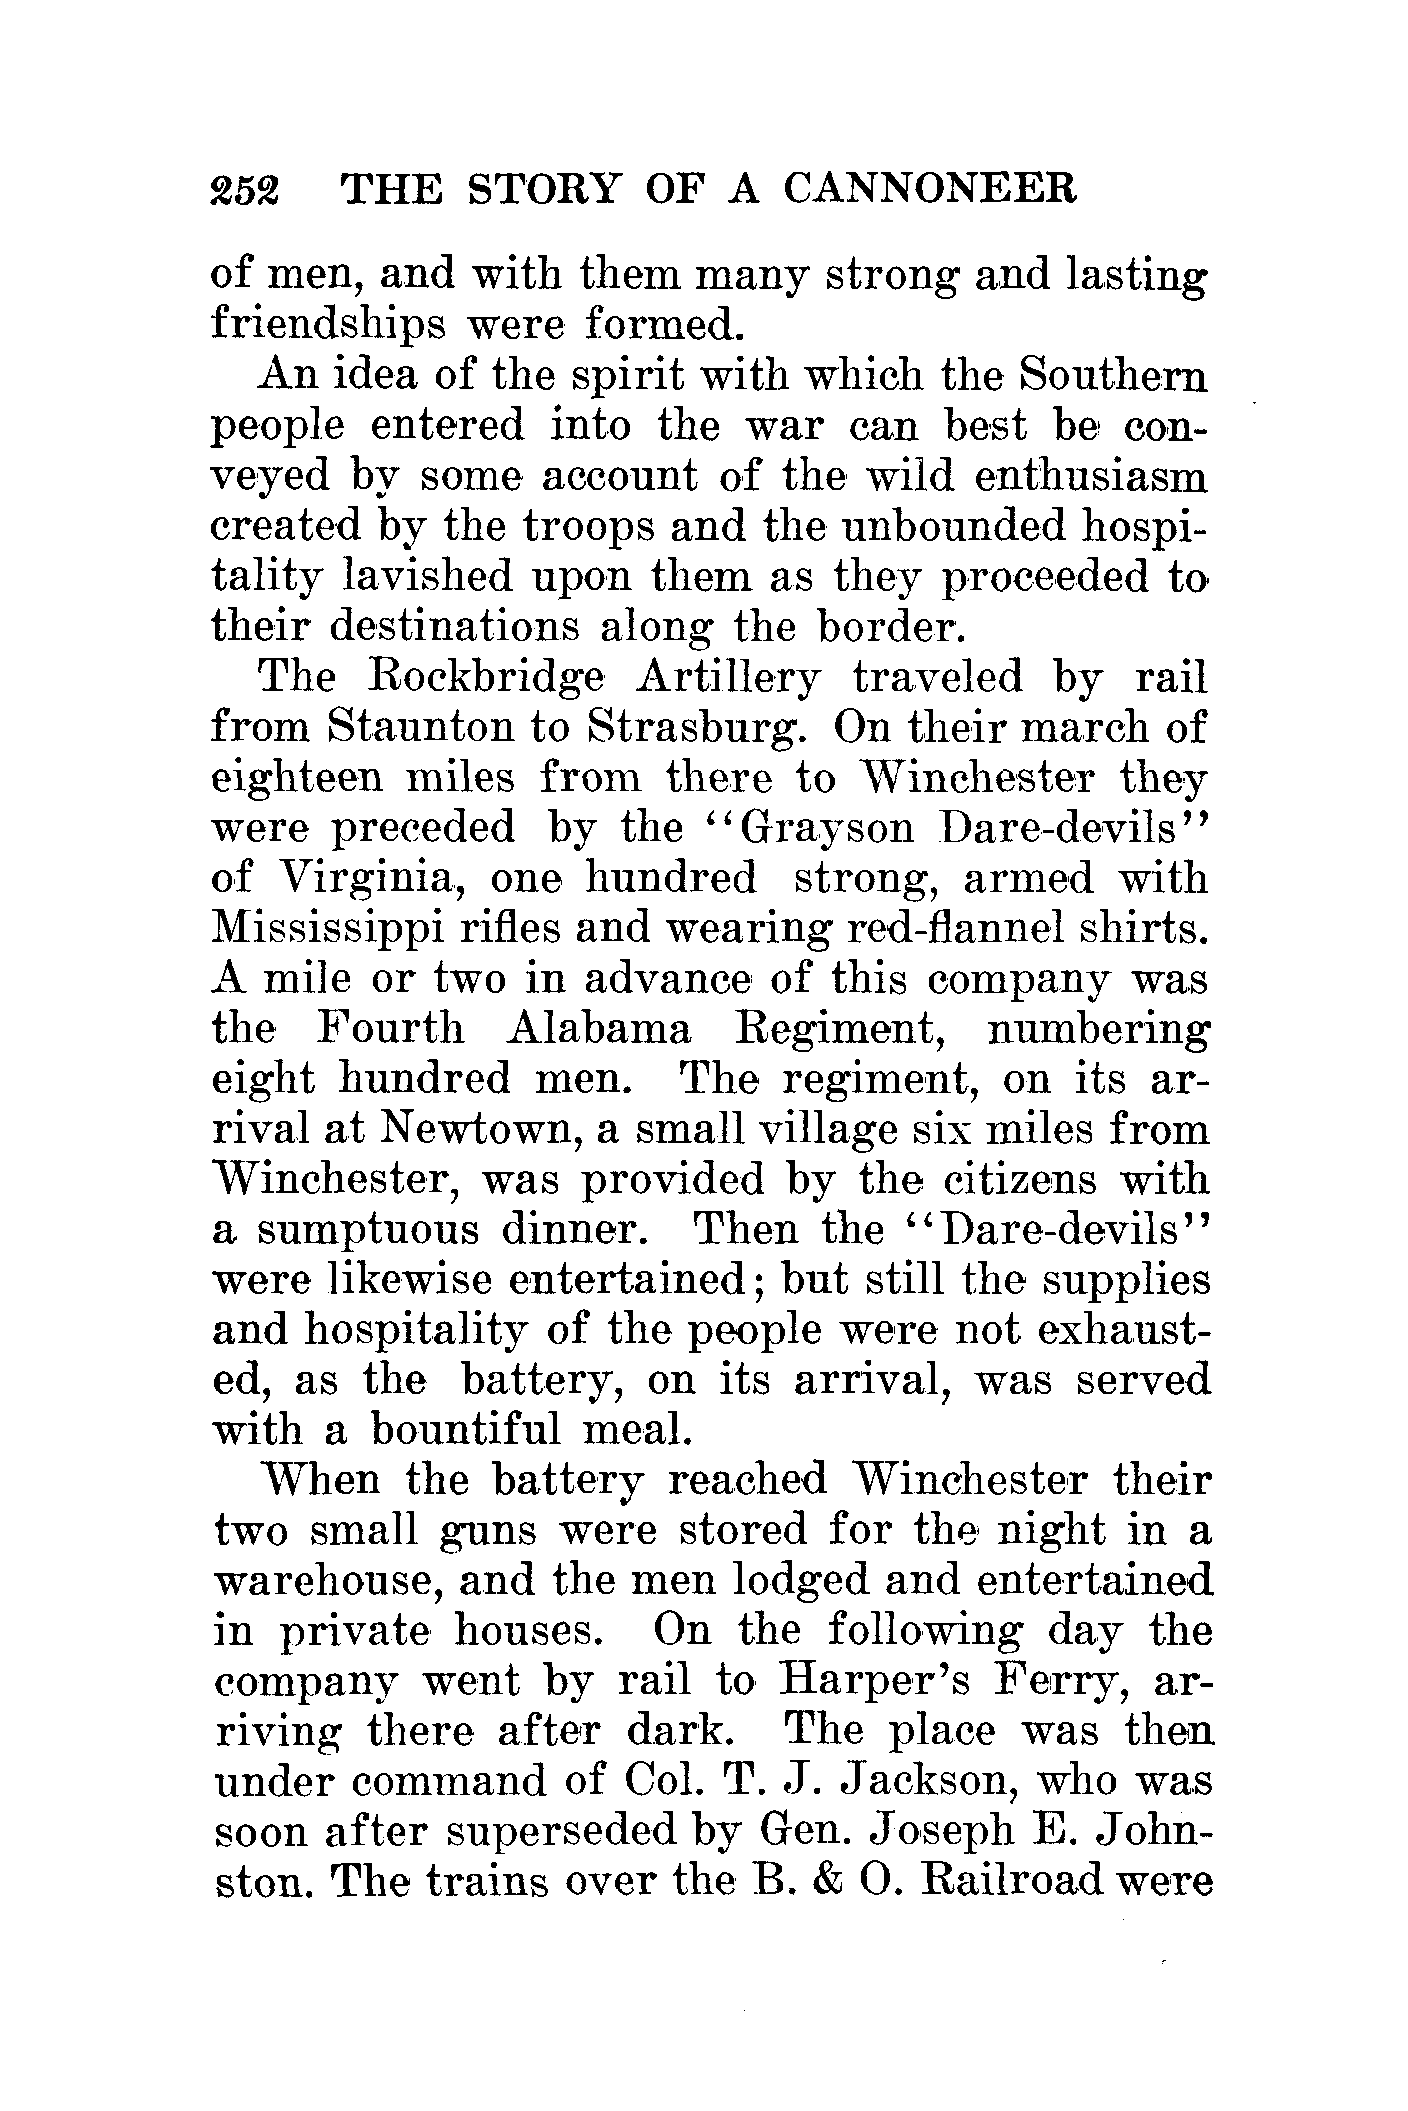 252 THE STORY OF A CANNONEER
of men, and with them many strong and lasting
friendships were formed.
An idea of the spirit with which the Southern
people entered into the war can best be con-
veyed by some account of the wild enthusiasm
created by the troops and the unbounded hospi-
tality lavished upon them as they proceeded to
their destinations along the border.
The Rockbridge Artillery traveled by rail
from Staunton to Strasburg. On their march of
eighteen miles from there to Winchester they
were preceded by the “Grayson Dare-devils”
of Virginia, one hundred strong, armed with
Mississippi rifles and wearing red-flannel shirts.
A mile or two in advance of this company was
the Fourth Alabama Regiment, numbering
eight hundred men. The regiment, on its ar-
rival at Newtown, a small village six miles from
Winchester, was provided by the citizens with
a sumptuous dinner. Then the “Dare-devils”
were likewise entertained; but still the supplies
and hospitality of the people were not exhaust-
ed, as the battery, on its arrival, was served
with a bountiful meal.
When the battery reached Winchester their
two small guns were stored for the night in a
warehouse, and the men lodged and entertained
in private houses. On the following day the
company went by rail to Harper's Ferry, ar-
riving there after dark. The place was then
under command of Col. T. J. Jackson, who was
soon after superseded by Gen. Joseph E. John-
ston. The trains over the B. & O. Railroad were